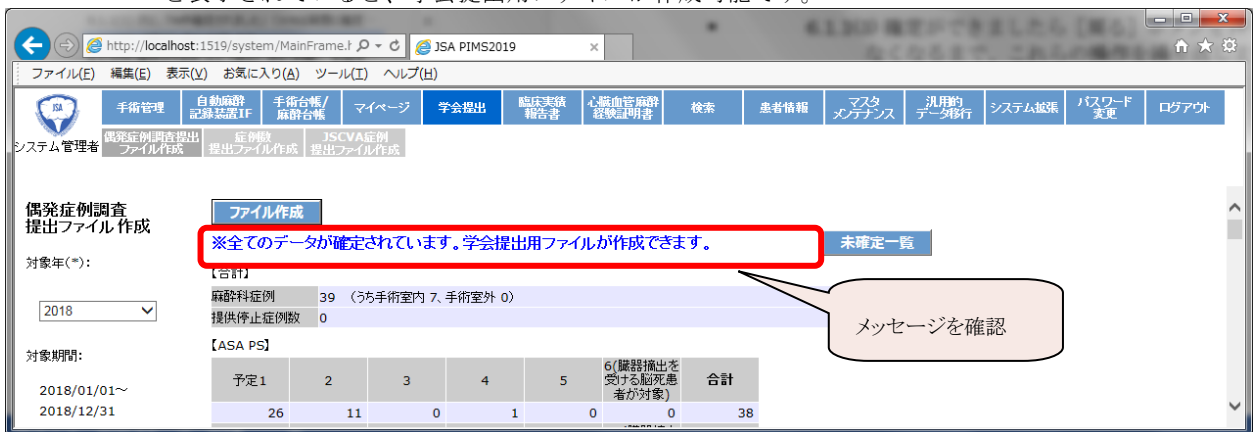 と表示されていると、学会提出用ファイルが作成可能です。
http://localhost:1519/system/MainFrame.h
JSA PIMS2019
ファイル(F) 編集(E) 表示(V) お気に入り(A) ツール(T) ヘルプ(H)
JSA
システム管理者
手術管理
自動麻酔
記録装置IF
手術台帳/
麻酔台帳
マイページ
学会提出
臨床実績
報告書
心臓血管麻酔
経験証明書
検索
患者情報
マスタ
メンテナンス
汎用的
データ移行
システム拡張
パスワード
変更
ログアウト
偶発症例調査提出
ファイル作成
症例数
提出ファイル作成
JSCVA症例
提出ファイル作成
偶発症例調査
提出ファイル作成
対象年(*):
2018
対象期間:
2018/01/01~
2018/12/31
ファイル作成
※全てのデータが確定されています。学会提出用ファイルが作成できます。
未確定一覧
メッセージを確認
【合計】
麻酔科症例 39 (うち手術室内 7、手術室外 0)
提供停止症例数 0
【ASA PS】
予定1 2 3 4 5 6(臓器摘出を受ける脳死患者が対象) 合計
26 11 0 1 0 0 38